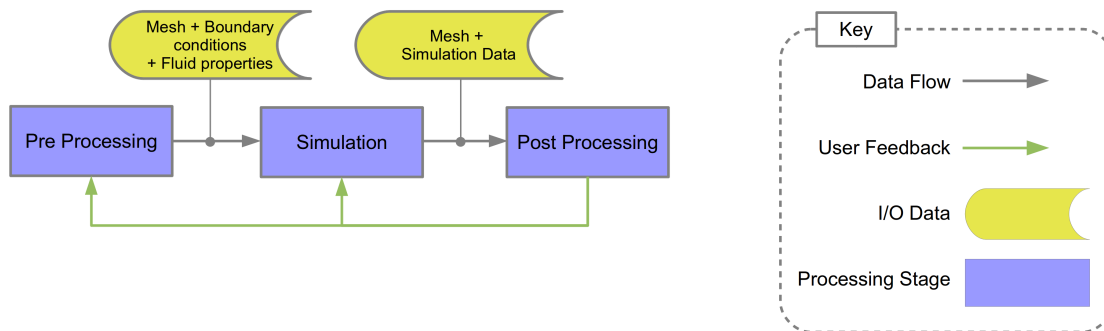 Mesh + Boundary
conditions
+ Fluid properties
Mesh +
Simulation Data
Pre Processing
Simulation
Post Processing
Key
Data Flow
User Feedback
I/O Data
Processing Stage